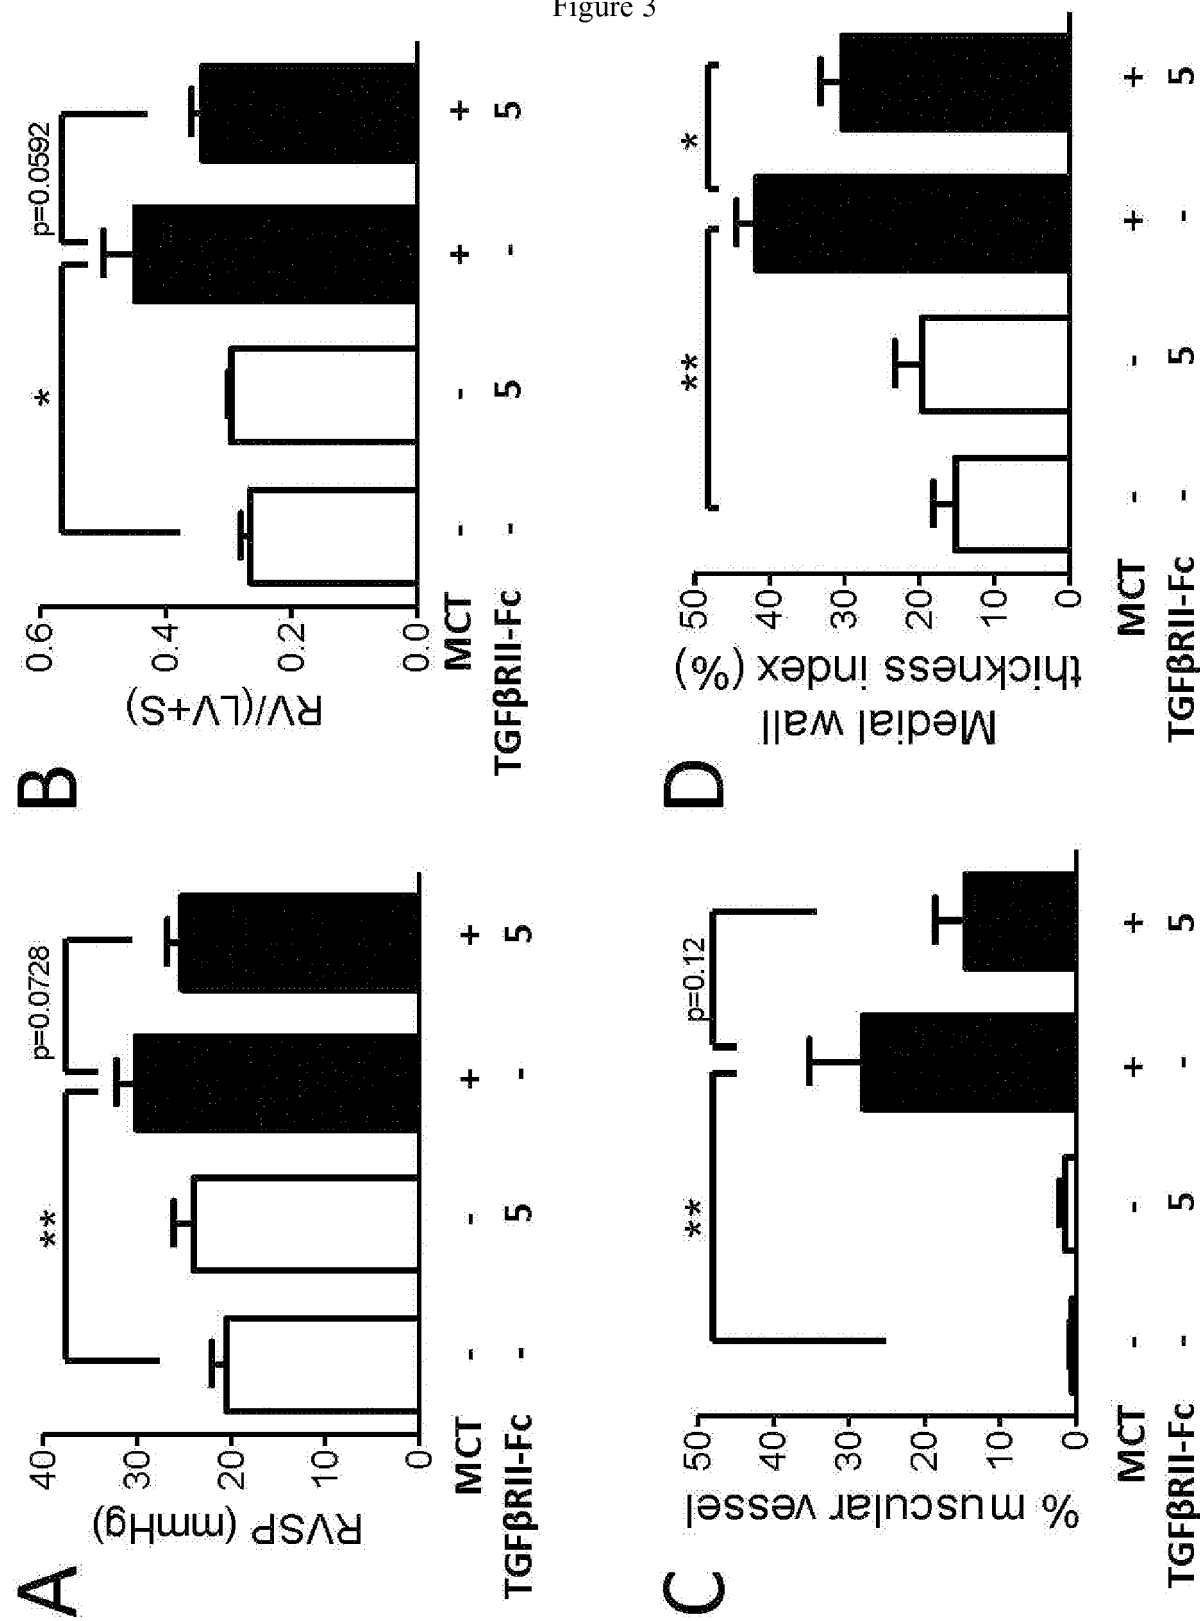 Figure 3
A
RVSP (mmHg)
40
30
20
10
0
**
p=0.0728
MCT - - + +
TGFβRII-Fc - 5 - 5
B
RV/(LV+S)
0.6
0.4
0.2
0.0
*
p=0.0592
MCT - - + +
TGFβRII-Fc - 5 - 5
C
% muscular vessel
50
40
30
20
10
0
**
p=0.12
MCT - - + +
TGFβRII-Fc - 5 - 5
D
Medial wall
thickness index (%)
50
40
30
20
10
0
**
*
MCT - - + +
TGFβRII-Fc - 5 - 5